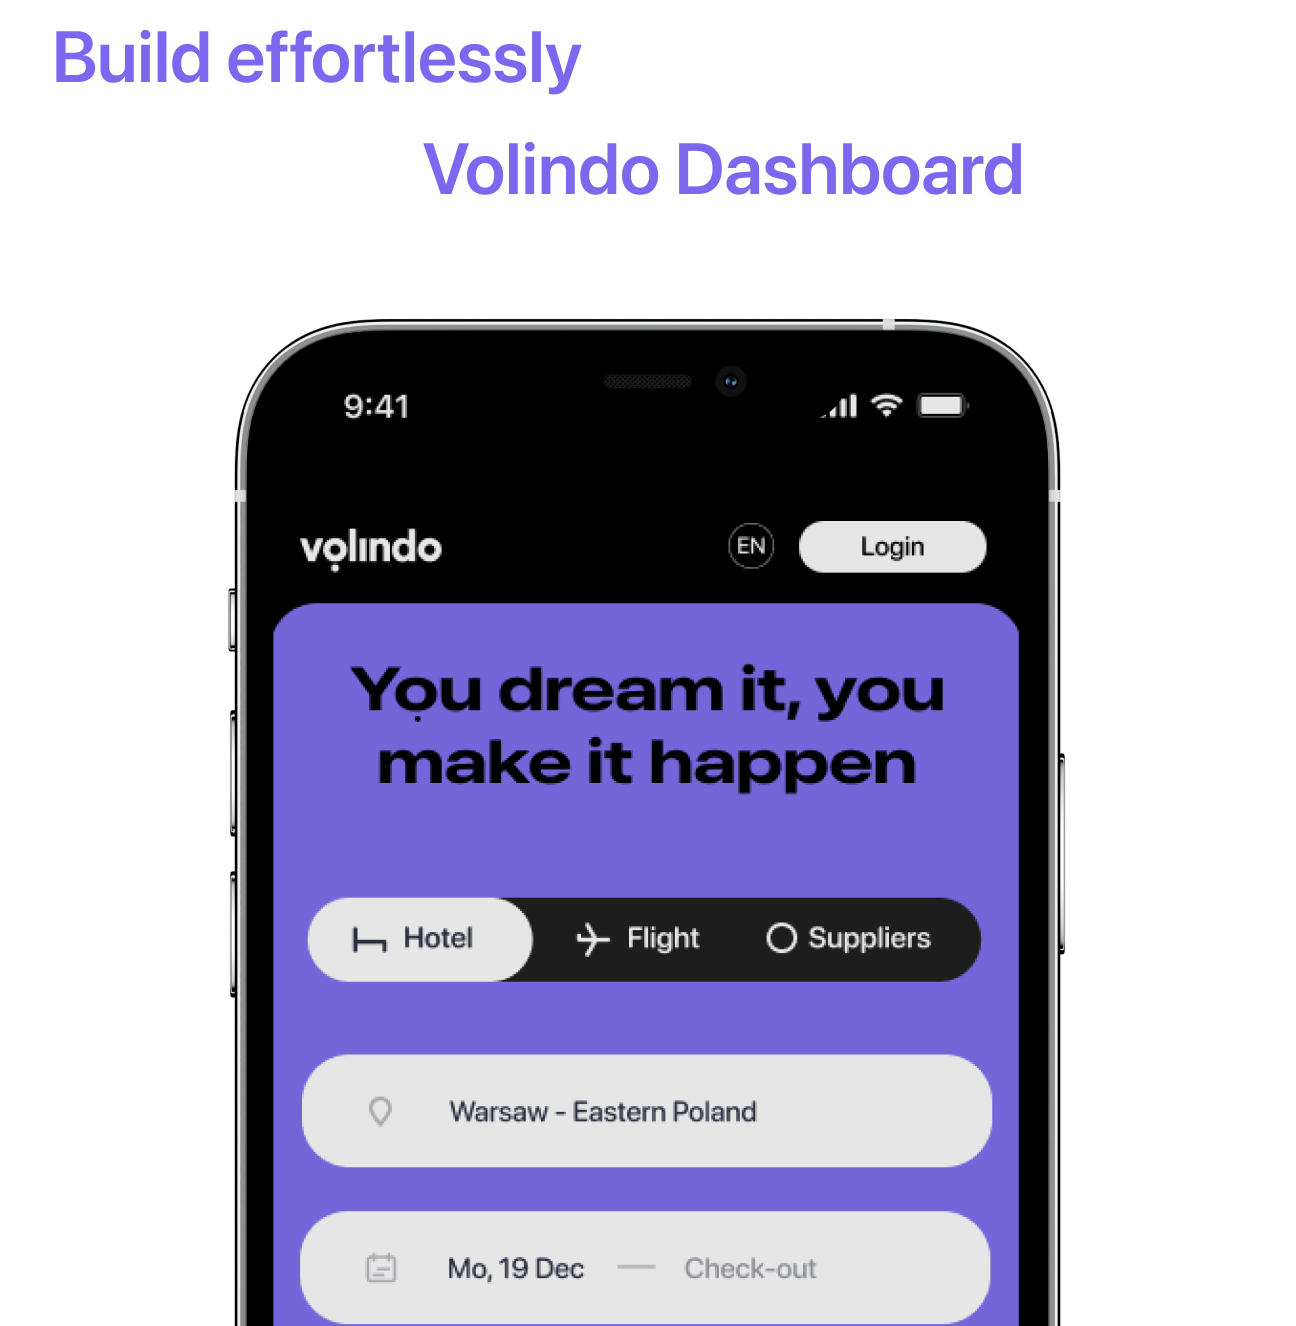 Build effortlessly
Volindo Dashboard
9:41
volindo
EN
Login
You dream it, you
make it happen
Hotel
Flight
Suppliers
Warsaw - Eastern Poland
Mo, 19 Dec — Check-out